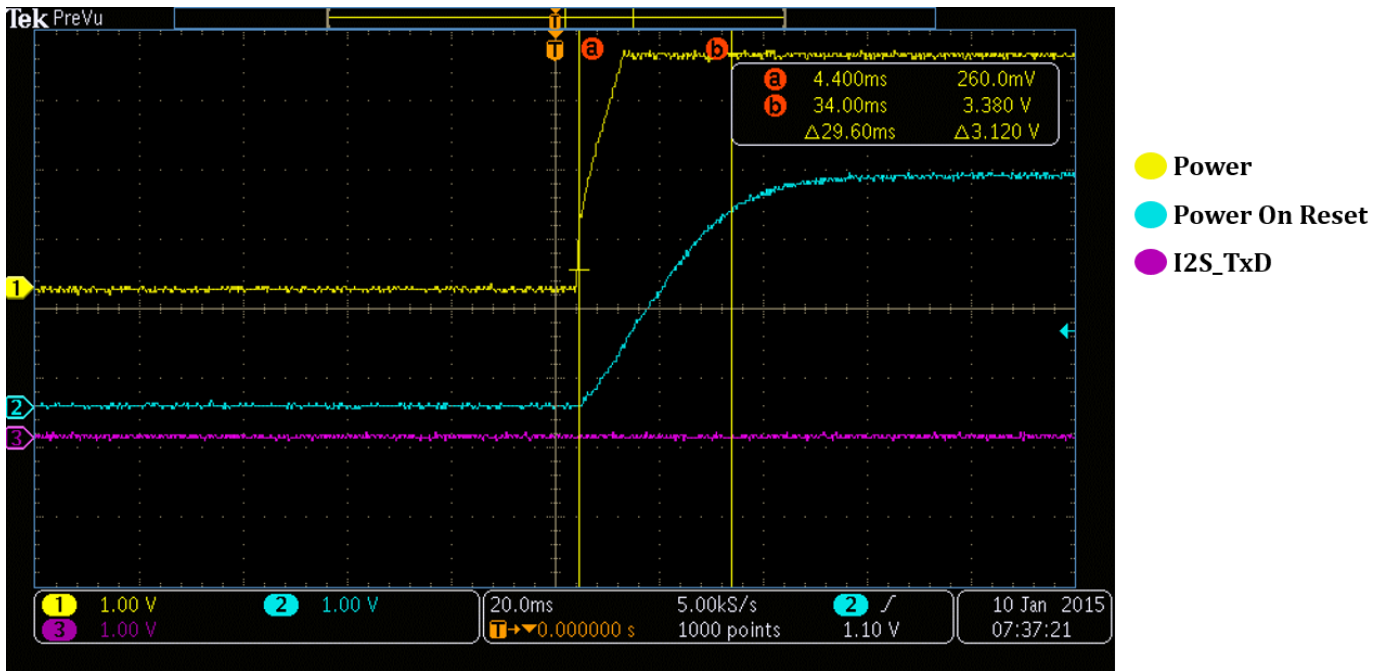 Tek PreVu
T
T a b
a 4.400ms 260.0mV
b 34.00ms 3.380 V
Δ29.60ms Δ3.120 V
Power
Power On Reset
I2S_TxD
1
2
3
1 1.00 V 2 1.00 V 20.0ms 5.00kS/s 2 10 Jan 2015
3 1.00 V T→▼0.000000 s 1000 points 1.10 V 07:37:21